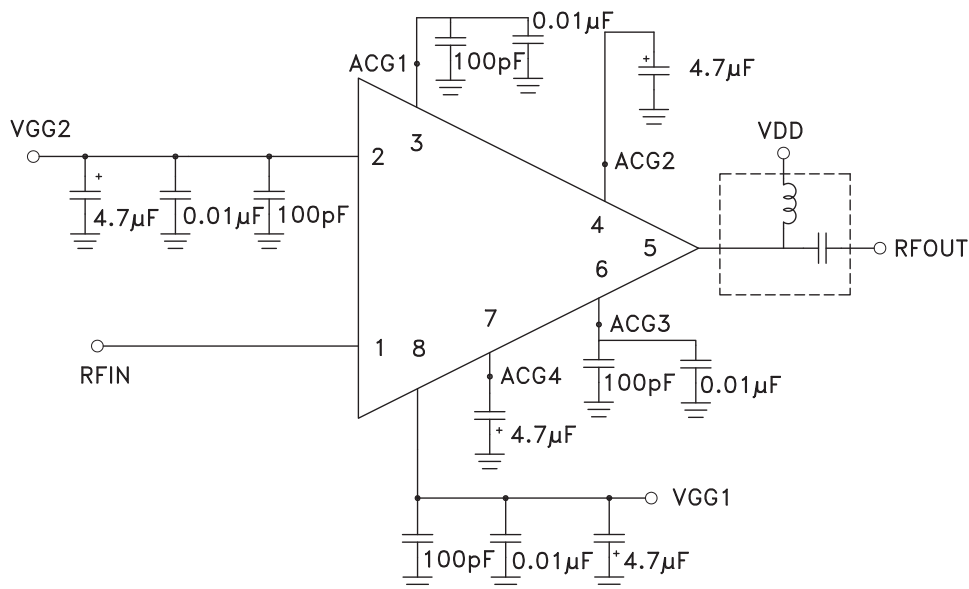 0.01µF
ACG1
100pF
4.7µF
VGG2
3
2
ACG2
VDD
4.7µF
0.01µF
100pF
4
5
RFOUT
6
7
ACG3
1
8
RFIN
ACG4
100pF
0.01µF
4.7µF
VGG1
100pF
0.01µF
4.7µF
+
+
+
+